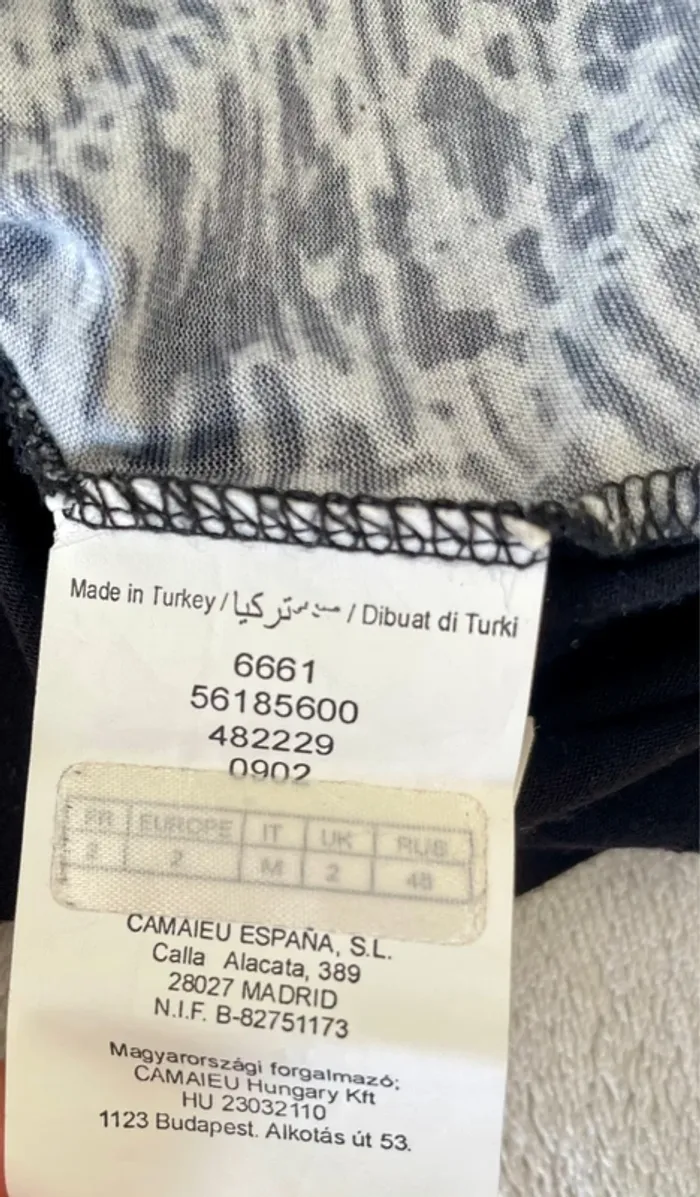 Made in Turkey / صنع في تركيا / Dibuat di Turki
6661
56185600
482229
0902
FR EUROPE IT UK RUS
2 2 M 2 48
CAMAIEU ESPAÑA, S.L.
Calla Alacata, 389
28027 MADRID
N.I.F. B-82751173
Magyarországi forgalmazó;
CAMAIEU Hungary Kft
HU 23032110
1123 Budapest. Alkotás út 53.